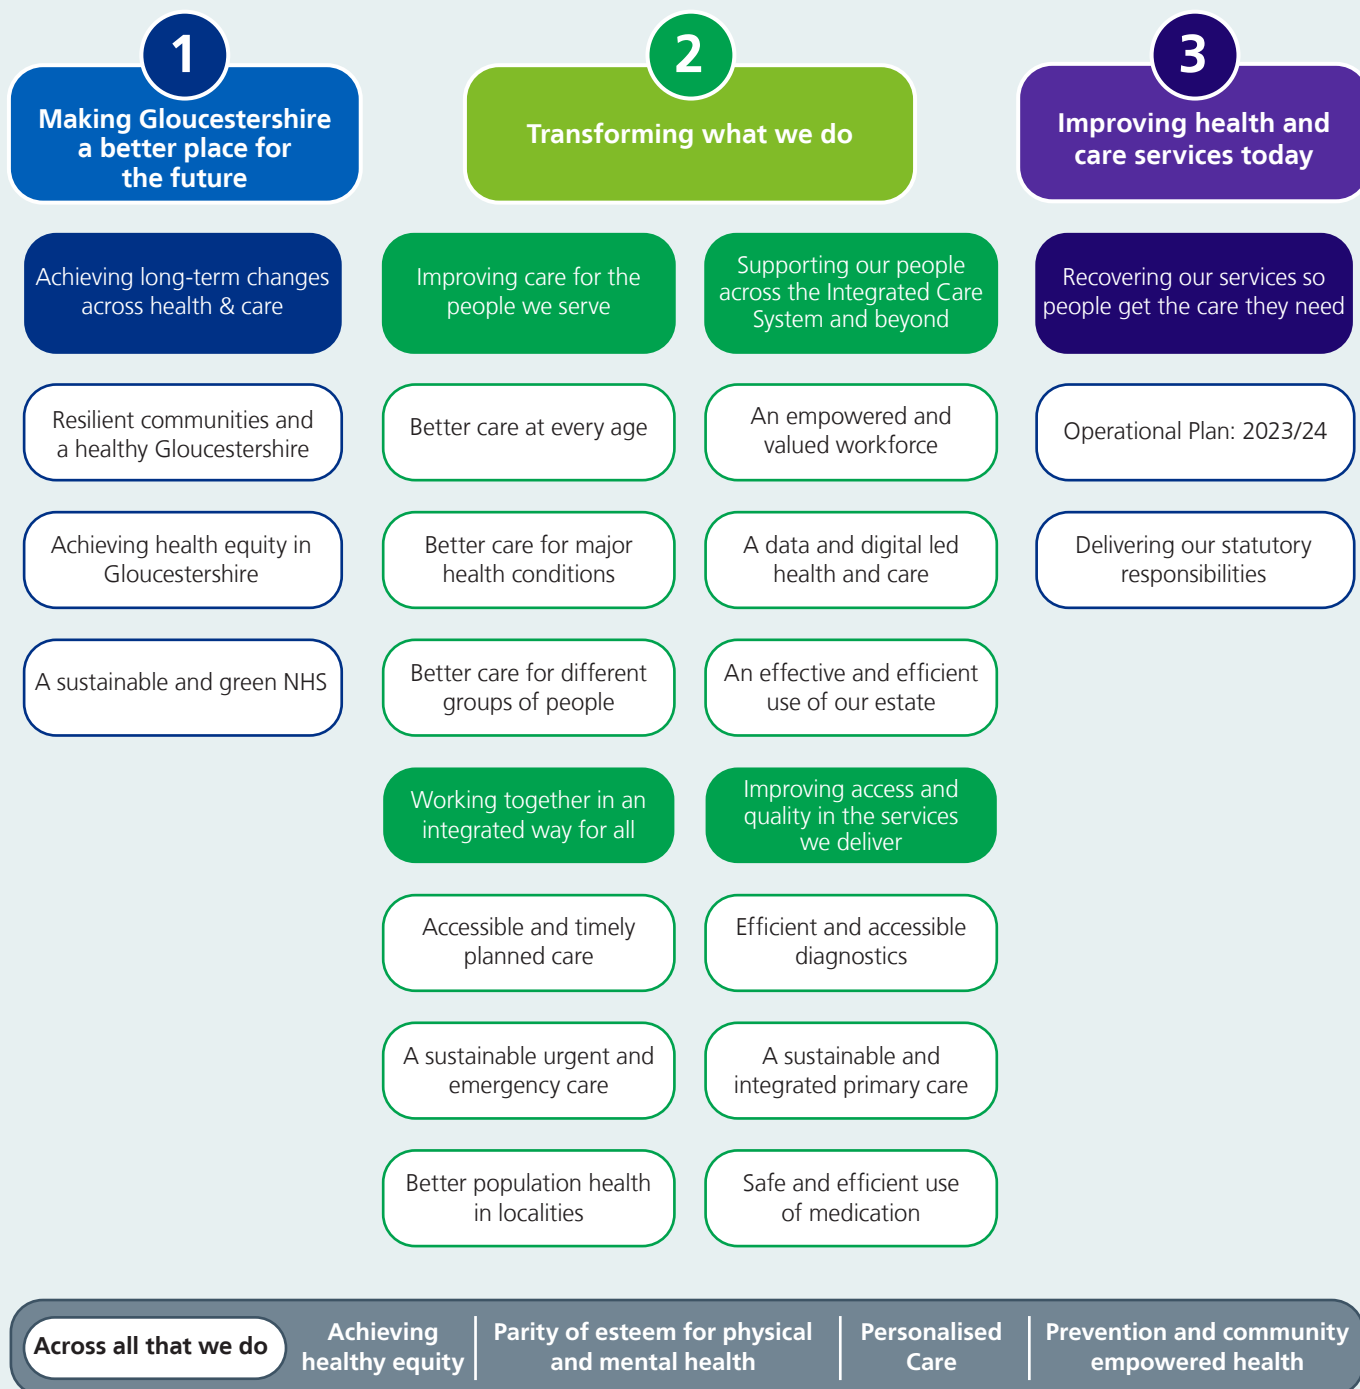 1
Making Gloucestershire
a better place for
the future
Achieving long-term changes
across health & care
Resilient communities and
a healthy Gloucestershire
Achieving health equity in
Gloucestershire
A sustainable and green NHS
2
Transforming what we do
Improving care for the
people we serve
Better care at every age
Better care for major
health conditions
Better care for different
groups of people
Working together in an
integrated way for all
Accessible and timely
planned care
A sustainable urgent and
emergency care
Better population health
in localities
Supporting our people
across the Integrated Care
System and beyond
An empowered and
valued workforce
A data and digital led
health and care
An effective and efficient
use of our estate
Improving access and
quality in the services
we deliver
Efficient and accessible
diagnostics
A sustainable and
integrated primary care
Safe and efficient use
of medication
3
Improving health and
care services today
Recovering our services so
people get the care they need
Operational Plan: 2023/24
Delivering our statutory
responsibilities
Across all that we do
Achieving
healthy equity
Parity of esteem for physical
and mental health
Personalised
Care
Prevention and community
empowered health